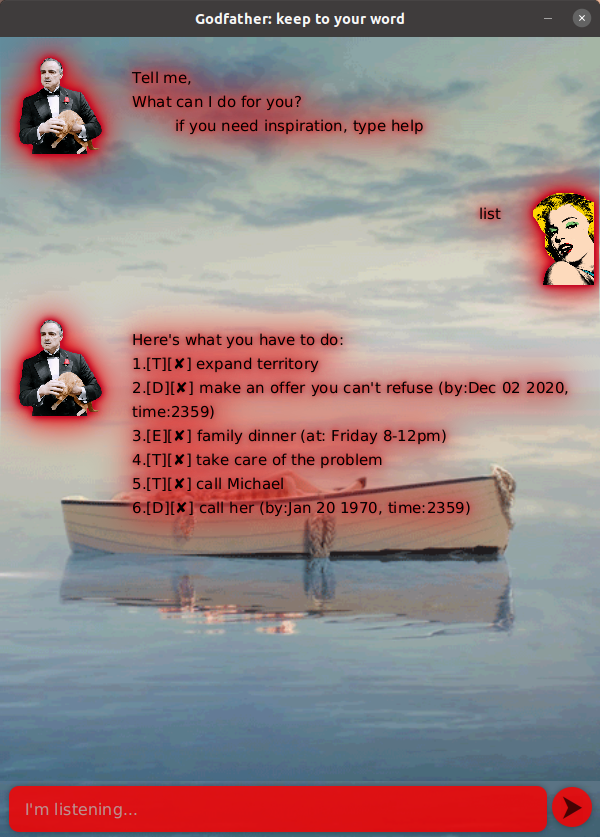 Godfather: keep to your word
Tell me,
What can I do for you?
if you need inspiration, type help
list
Here's what you have to do:
1.[T][✘] expand territory
2.[D][✘] make an offer you can't refuse (by:Dec 02 2020,
time:2359)
3.[E][✘] family dinner (at: Friday 8-12pm)
4.[T][✘] take care of the problem
5.[T][✘] call Michael
6.[D][✘] call her (by:Jan 20 1970, time:2359)
I'm listening...